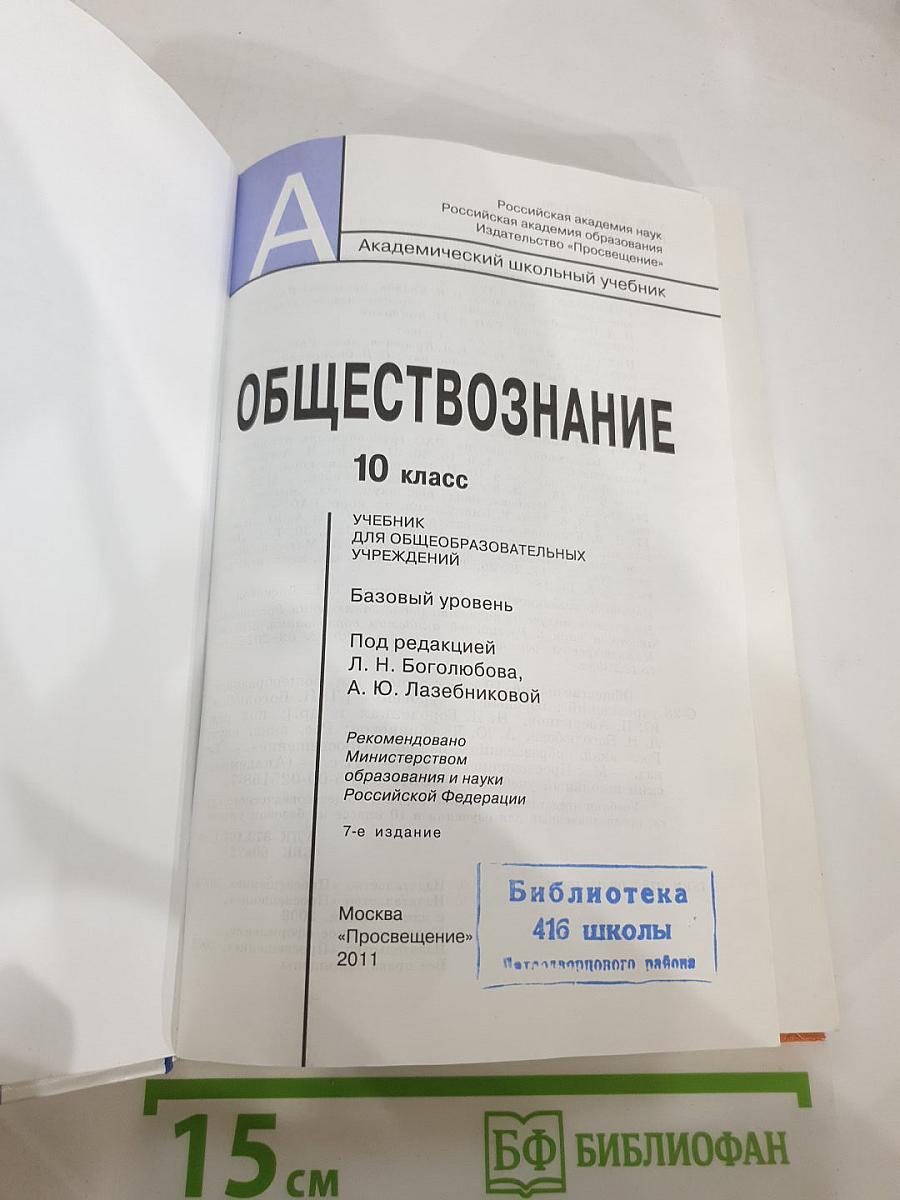 А
Российская академия наук
Российская академия образования
Издательство «Просвещение»
Академический школьный учебник
ОБЩЕСТВОЗНАНИЕ
10 класс
УЧЕБНИК
ДЛЯ ОБЩЕОБРАЗОВАТЕЛЬНЫХ
УЧРЕЖДЕНИЙ
Базовый уровень
Под редакцией
Л. Н. Боголюбова,
А. Ю. Лазебниковой
Рекомендовано
Министерством
образования и науки
Российской Федерации
7-е издание
Москва
«Просвещение»
2011
Библиотека
416 школы
Петродворцового района
15 см
БФ БИБЛИОФАН